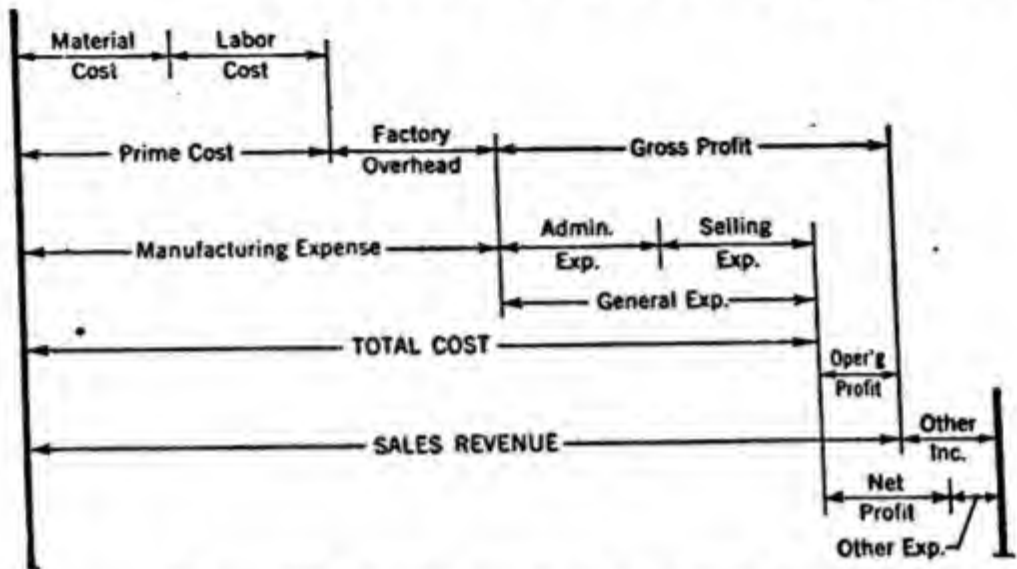 Material Labor
Cost Cost
Factory
Prime Cost Overhead Gross Profit
Admin. Selling
Manufacturing Expense Exp. Exp.
General Exp.
TOTAL COST
Oper'g
Profit
Other
SALES REVENUE Inc.
Net
Profit
Other Exp.